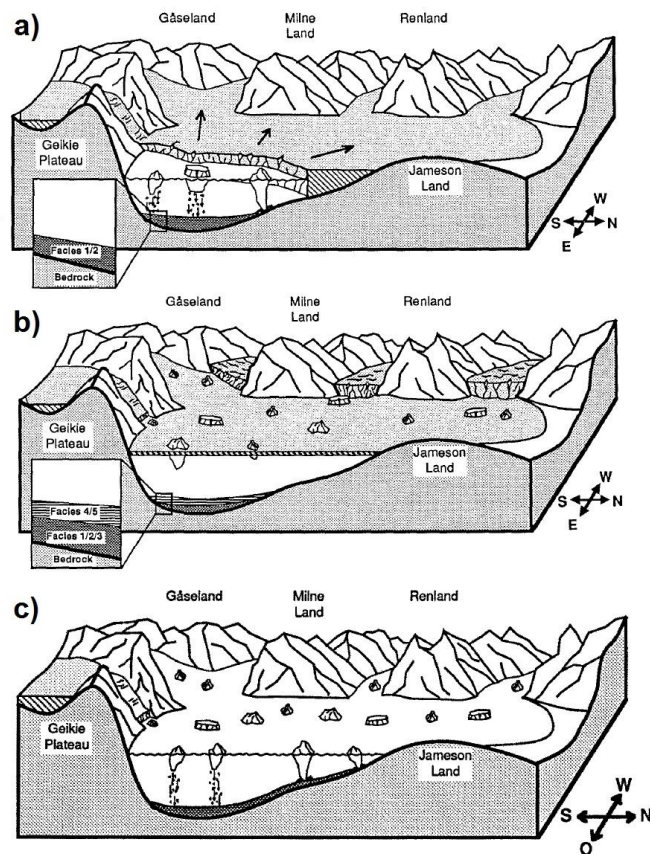 a)
Gåseland
Milne
Land
Renland
Geikie
Plateau
Jameson
Land
Facies 1/2
Bedrock
W
S
N
E
b)
Gåseland
Milne
Land
Renland
Geikie
Plateau
Jameson
Land
Facies 4/5
Facies 1/2/3
Bedrock
W
S
N
E
c)
Gåseland
Milne
Land
Renland
Geikie
Plateau
Jameson
Land
W
S
N
O